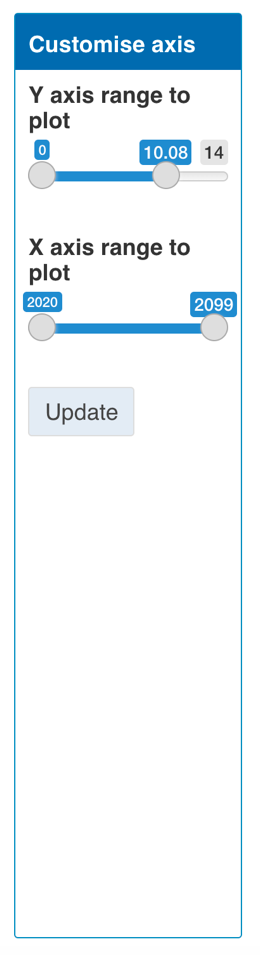 Customise axis
Y axis range to
plot
0 10.08 14
X axis range to
plot
2020 2099
Update